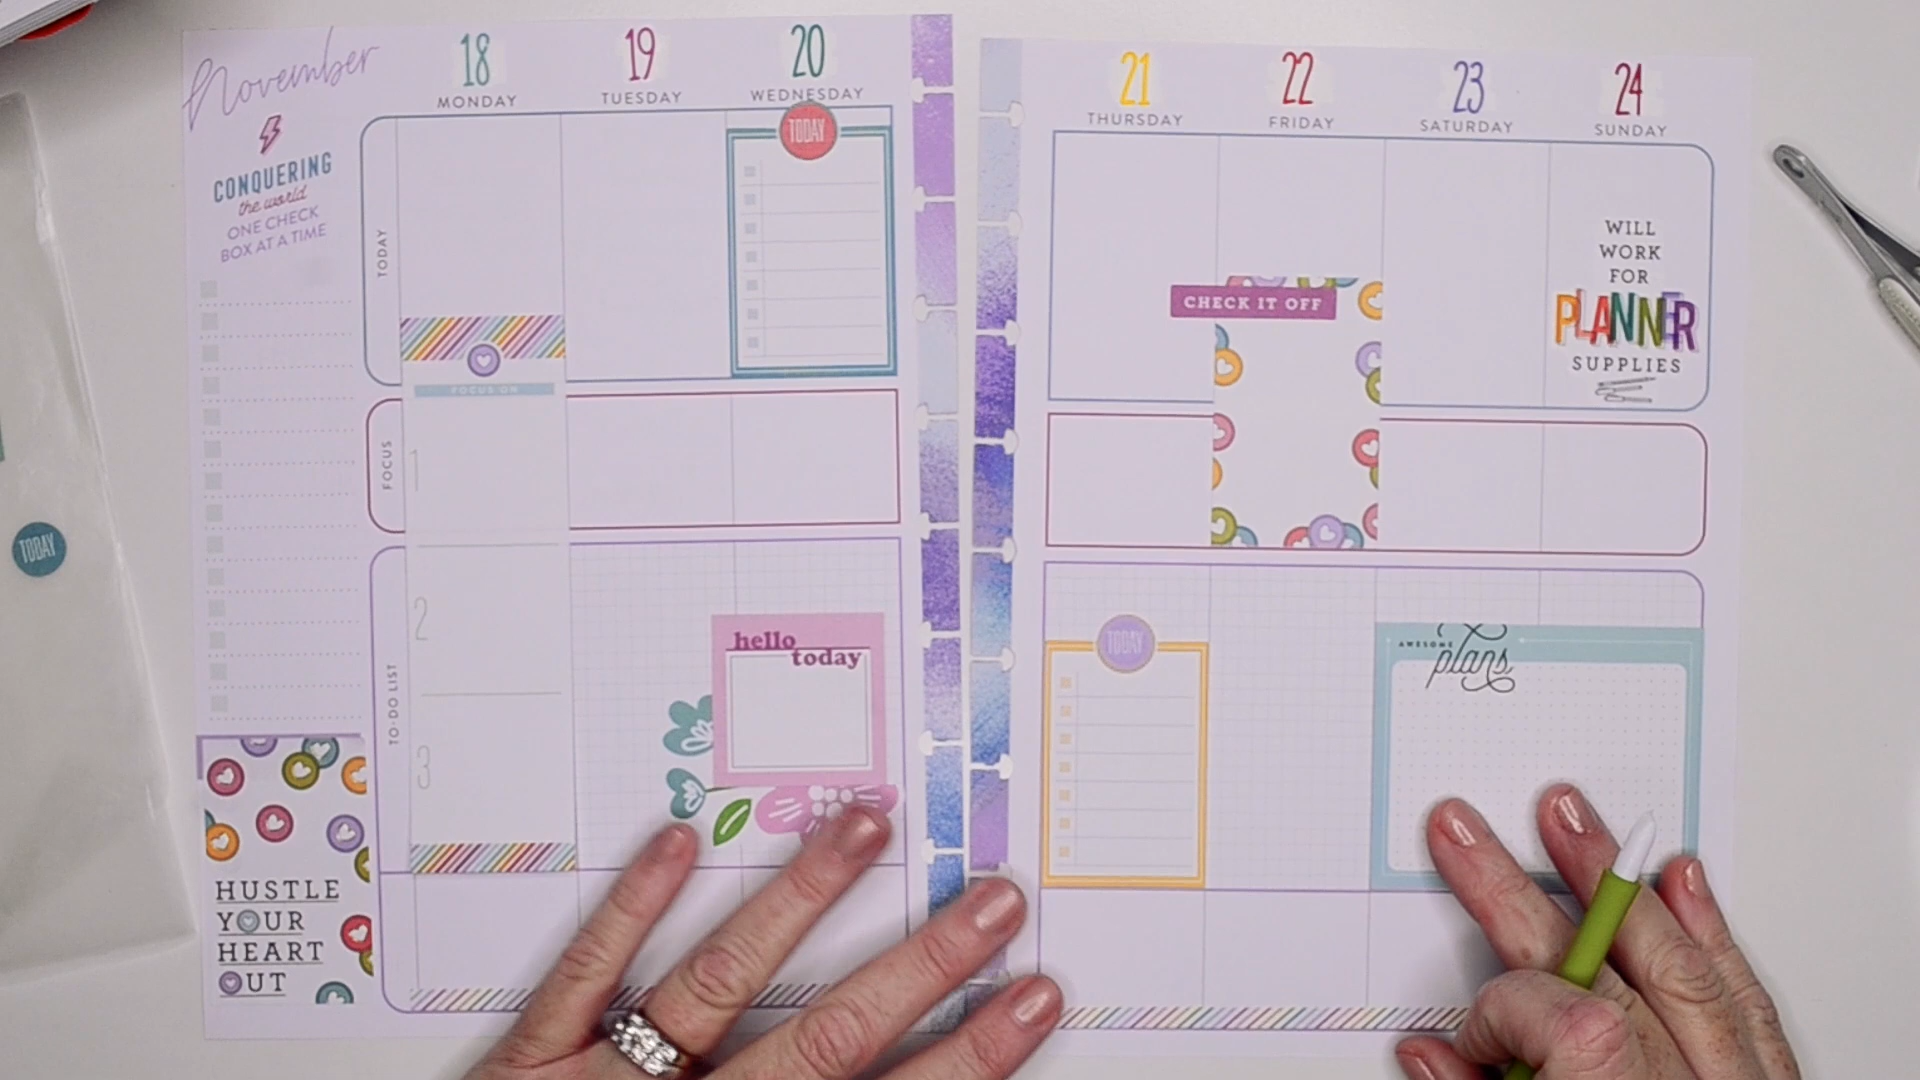 November
18
MONDAY
19
TUESDAY
20
WEDNESDAY
21
THURSDAY
22
FRIDAY
23
SATURDAY
24
SUNDAY
CONQUERING
the world
ONE CHECK
BOX AT A TIME
TODAY
TODAY
FOCUS ON
FOCUS
1
2
3
TO-DO LIST
hello
today
HUSTLE
YOUR
HEART
OUT
TODAY
CHECK IT OFF
WILL
WORK
FOR
PLANNER
SUPPLIES
TODAY
AWESOME
plans